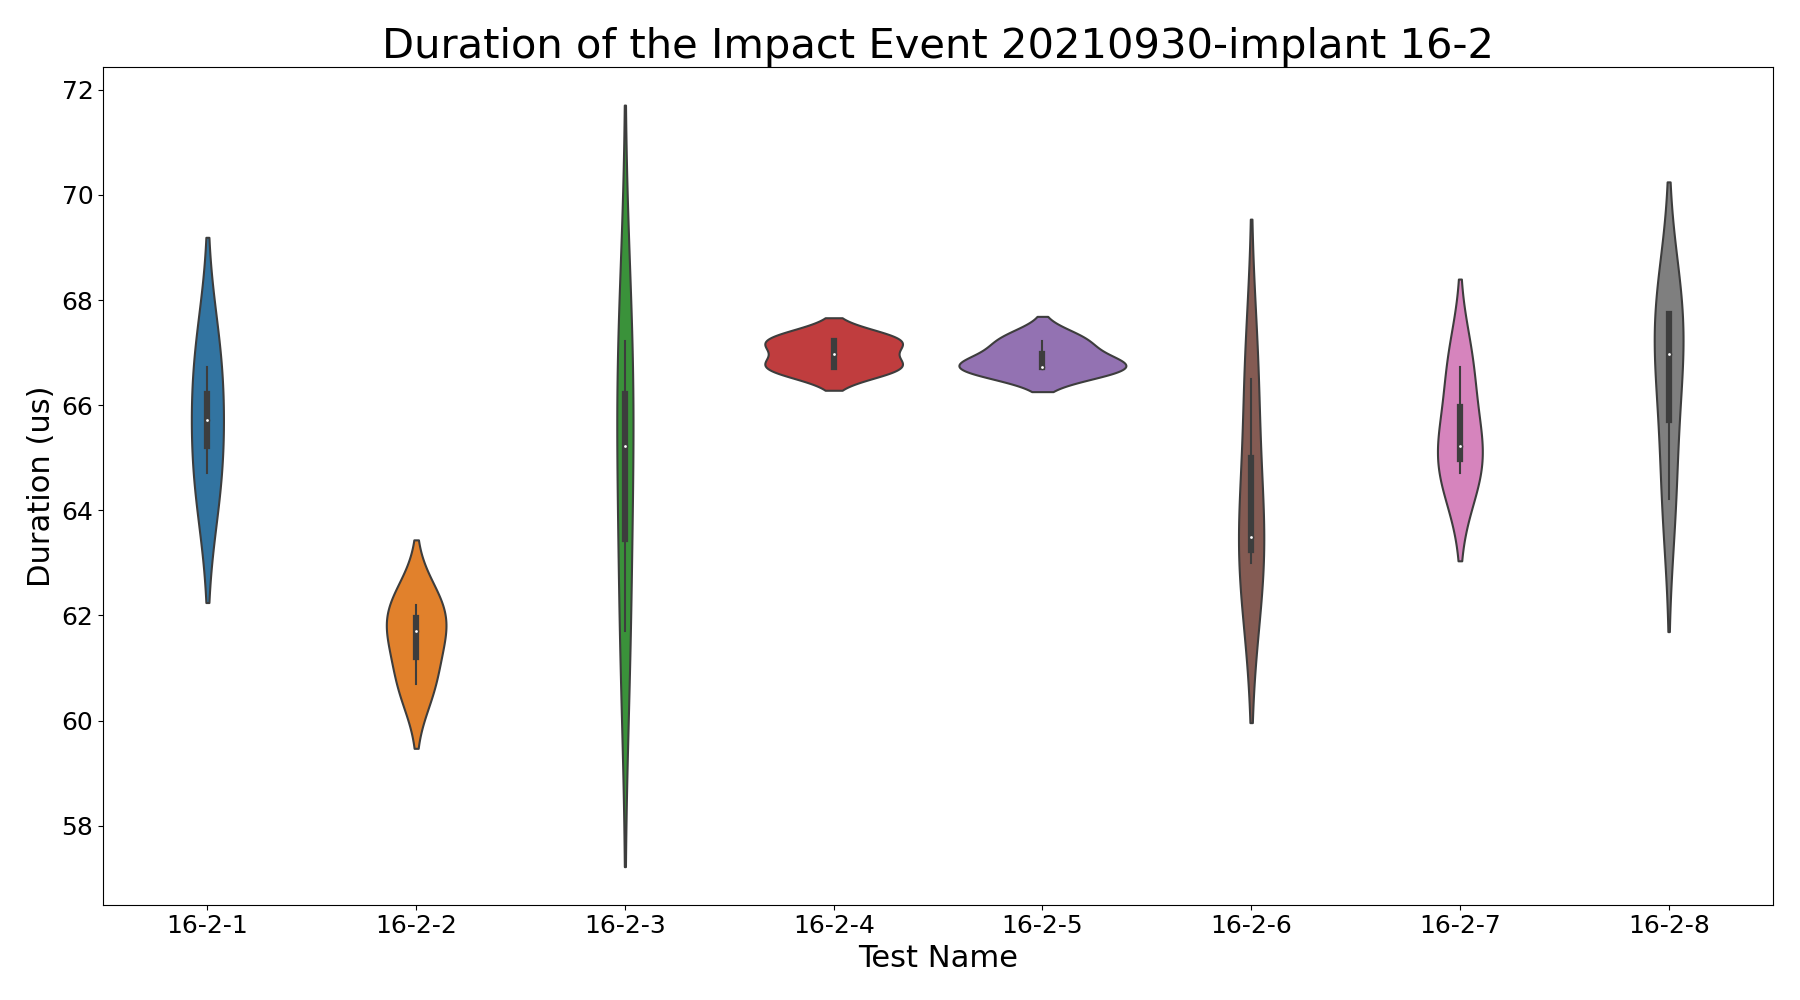 Duration of the Impact Event 20210930-implant 16-2
72
70
68
66
64
62
60
58
Duration (us)
16-2-1 16-2-2 16-2-3 16-2-4 16-2-5 16-2-6 16-2-7 16-2-8
Test Name